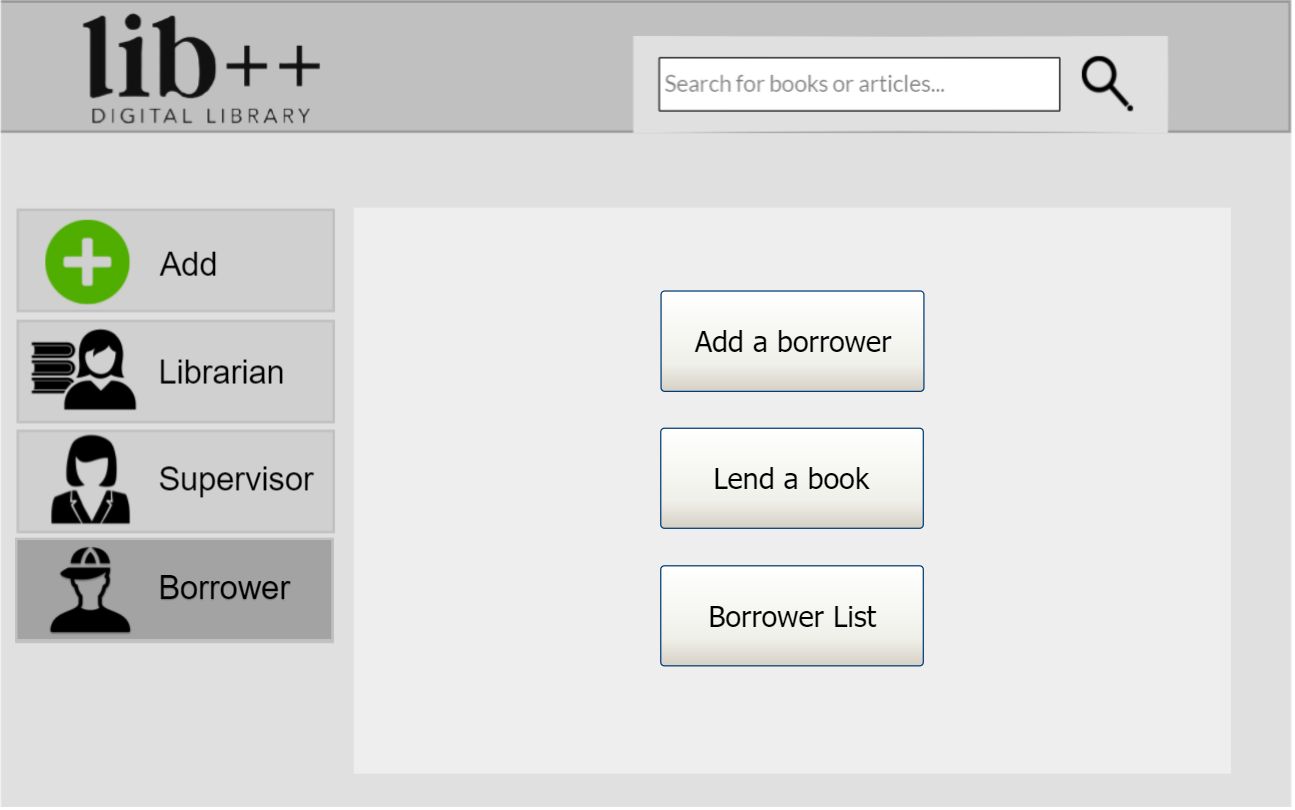 lib++
DIGITAL LIBRARY
Search for books or articles...
Add
Librarian
Supervisor
Borrower
Add a borrower
Lend a book
Borrower List